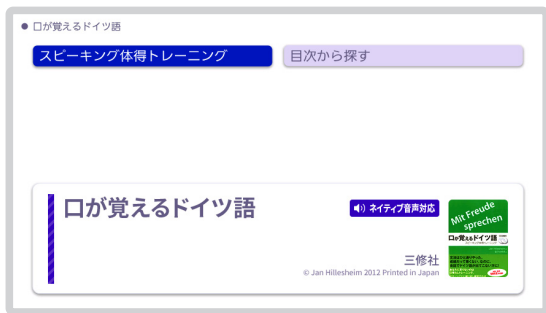 口が覚えるドイツ語
スピーキング体得トレーニング
目次から探す
口が覚えるドイツ語
ネイティブ音声対応
三修社
© Jan Hillesheim 2012 Printed in Japan
Mit Freude
sprechen
口が覚えるドイツ語